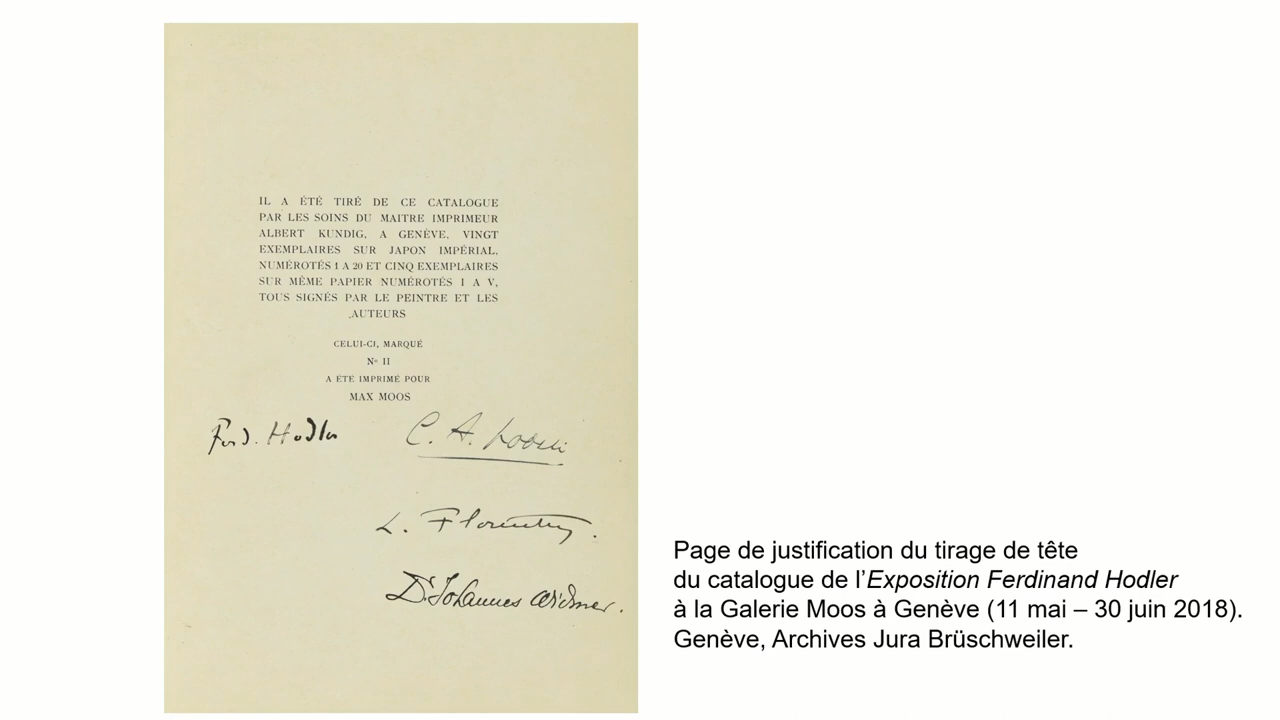 IL A ÉTÉ TIRÉ DE CE CATALOGUE
PAR LES SOINS DU MAITRE IMPRIMEUR
ALBERT KUNDIG, A GENÈVE, VINGT
EXEMPLAIRES SUR JAPON IMPÉRIAL,
NUMÉROTÉS 1 A 20 ET CINQ EXEMPLAIRES
SUR MÊME PAPIER NUMÉROTÉS I A V,
TOUS SIGNÉS PAR LE PEINTRE ET LES
AUTEURS
CELUI-CI, MARQUÉ
No II
A ÉTÉ IMPRIMÉ POUR
MAX MOOS
Ferd. Hodler
C. A. Loosli
L. Florentin.
Dr Johannes Widmer.
Page de justification du tirage de tête
du catalogue de l’Exposition Ferdinand Hodler
à la Galerie Moos à Genève (11 mai – 30 juin 2018).
Genève, Archives Jura Brüschweiler.